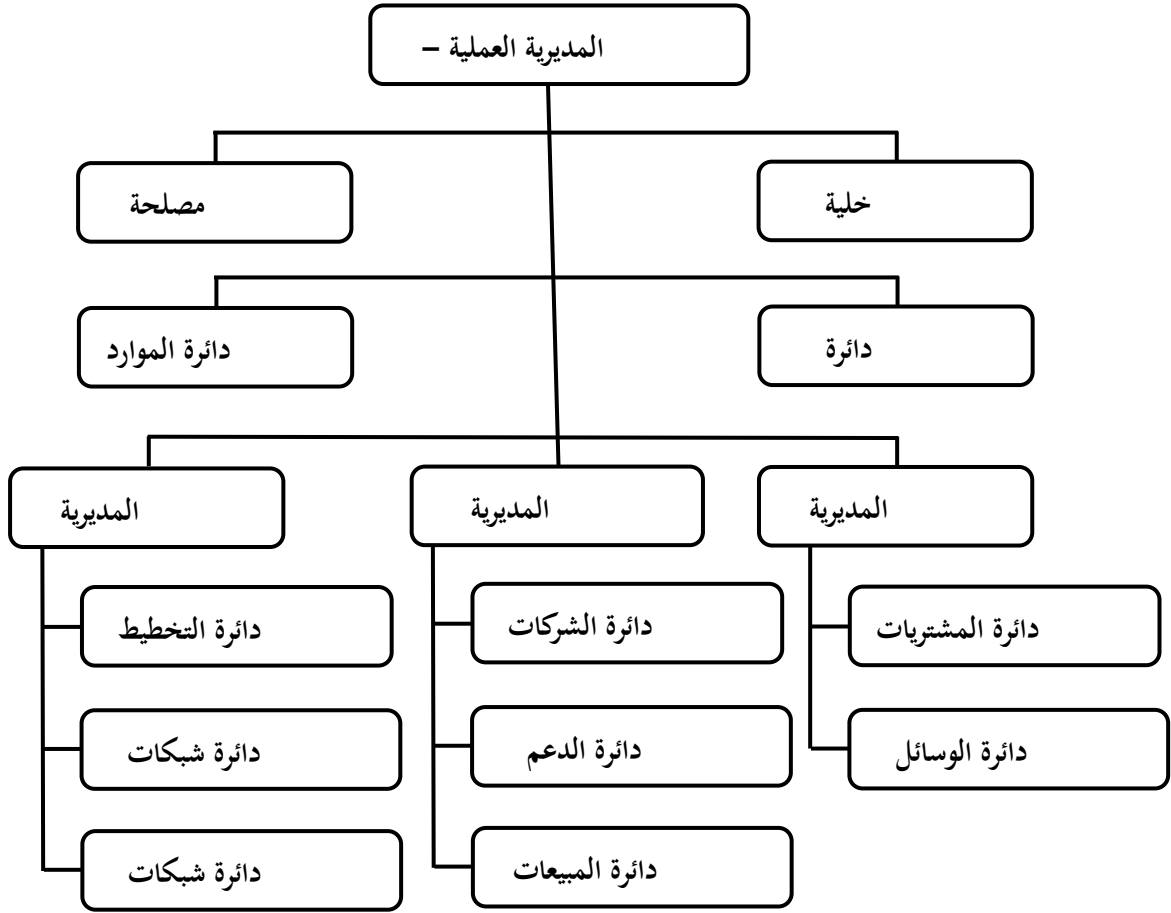 المديرية العملية –
خلية
مصلحة
دائرة
دائرة الموارد
المديرية
المديرية
المديرية
دائرة المشتريات
دائرة الشركات
دائرة التخطيط
دائرة الوسائل
دائرة الدعم
دائرة شبكات
دائرة المبيعات
دائرة شبكات